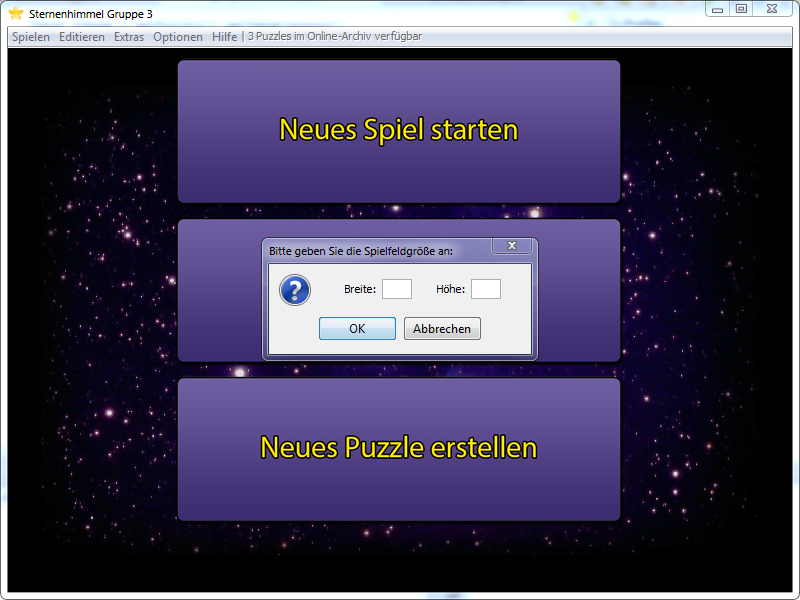 Sternenhimmel Gruppe 3
Spielen Editieren Extras Optionen Hilfe | 3 Puzzles im Online-Archiv verfügbar
Neues Spiel starten
Bitte geben Sie die Spielfeldgröße an:
Breite: Höhe:
OK Abbrechen
Neues Puzzle erstellen